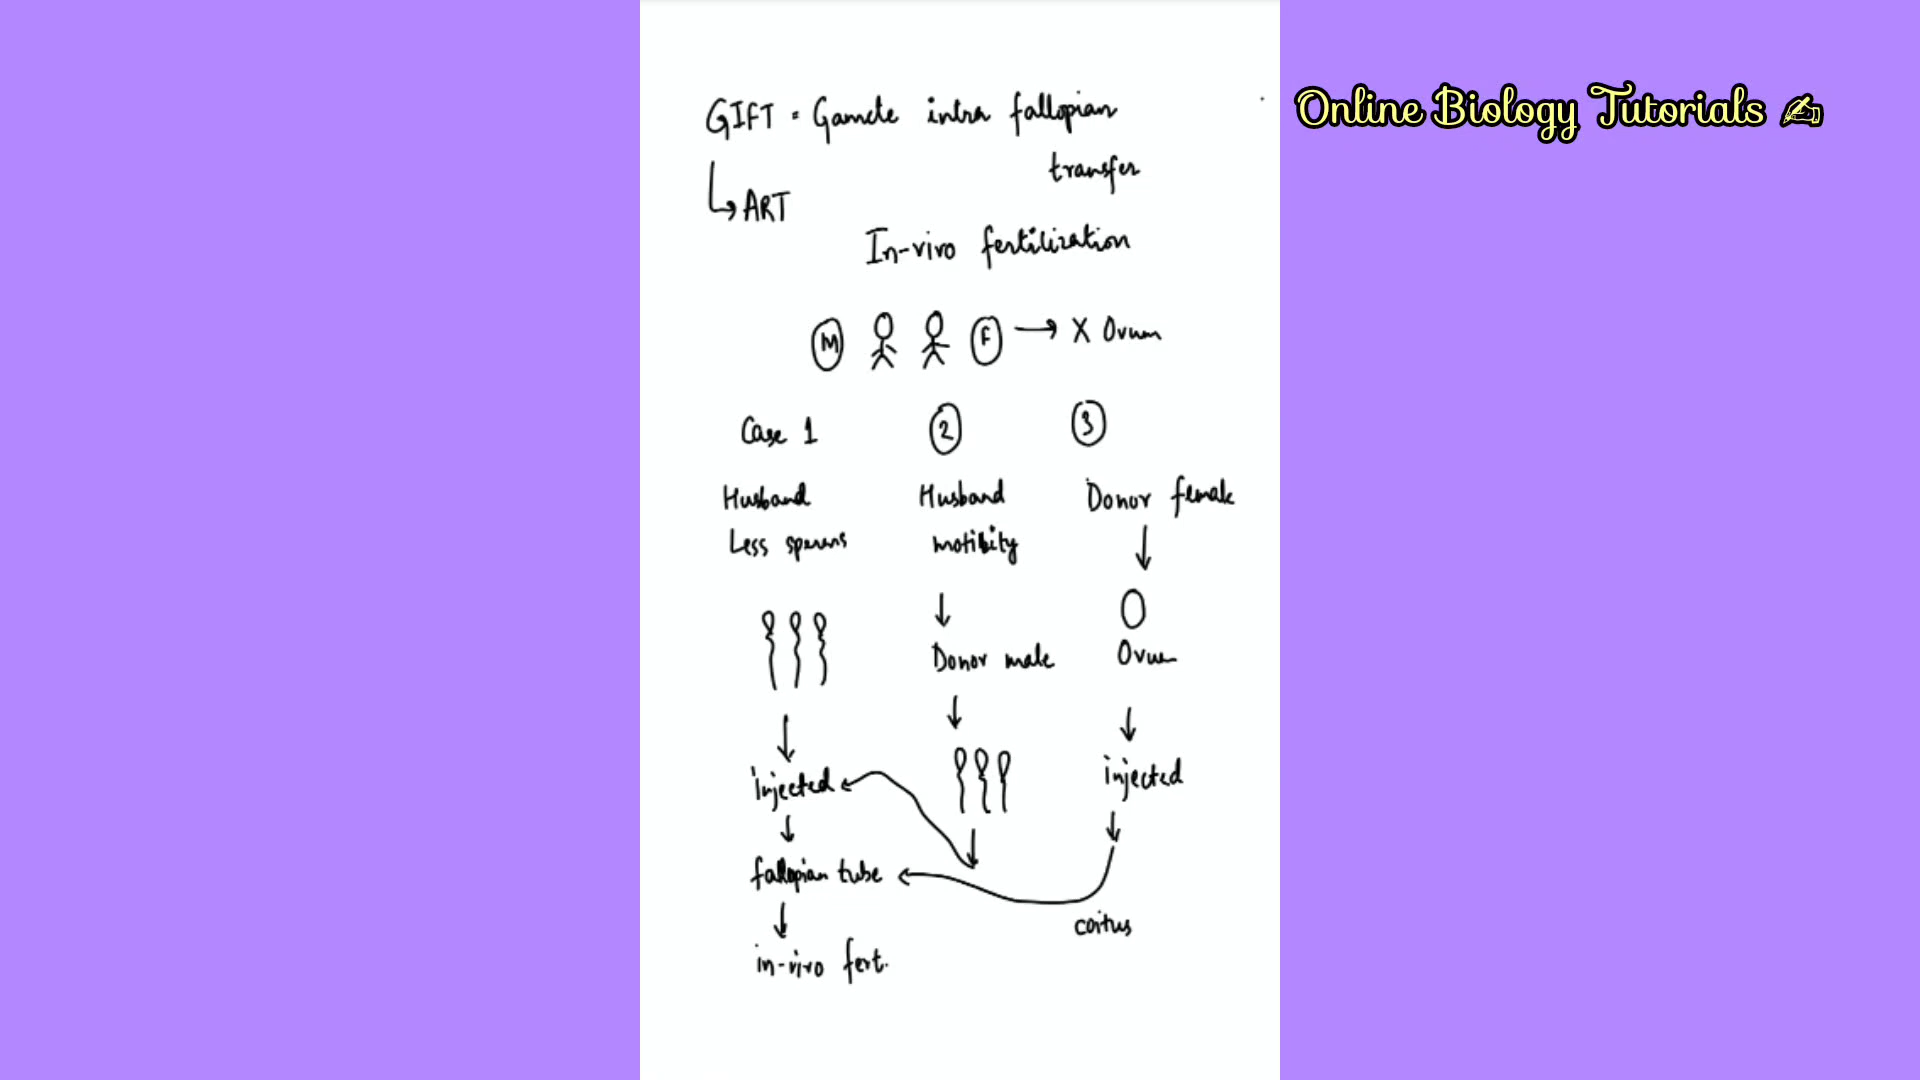 GIFT = Gamete intra fallopian
transfer
ART
In-vivo fertilization
M F X Ovum
Case 1 2 3
Husband Husband Donor female
Less sperms motility
Donor male Ovum
Injected injected
fallopian tube
coitus
in-vivo fert.
Online Biology Tutorials ✍